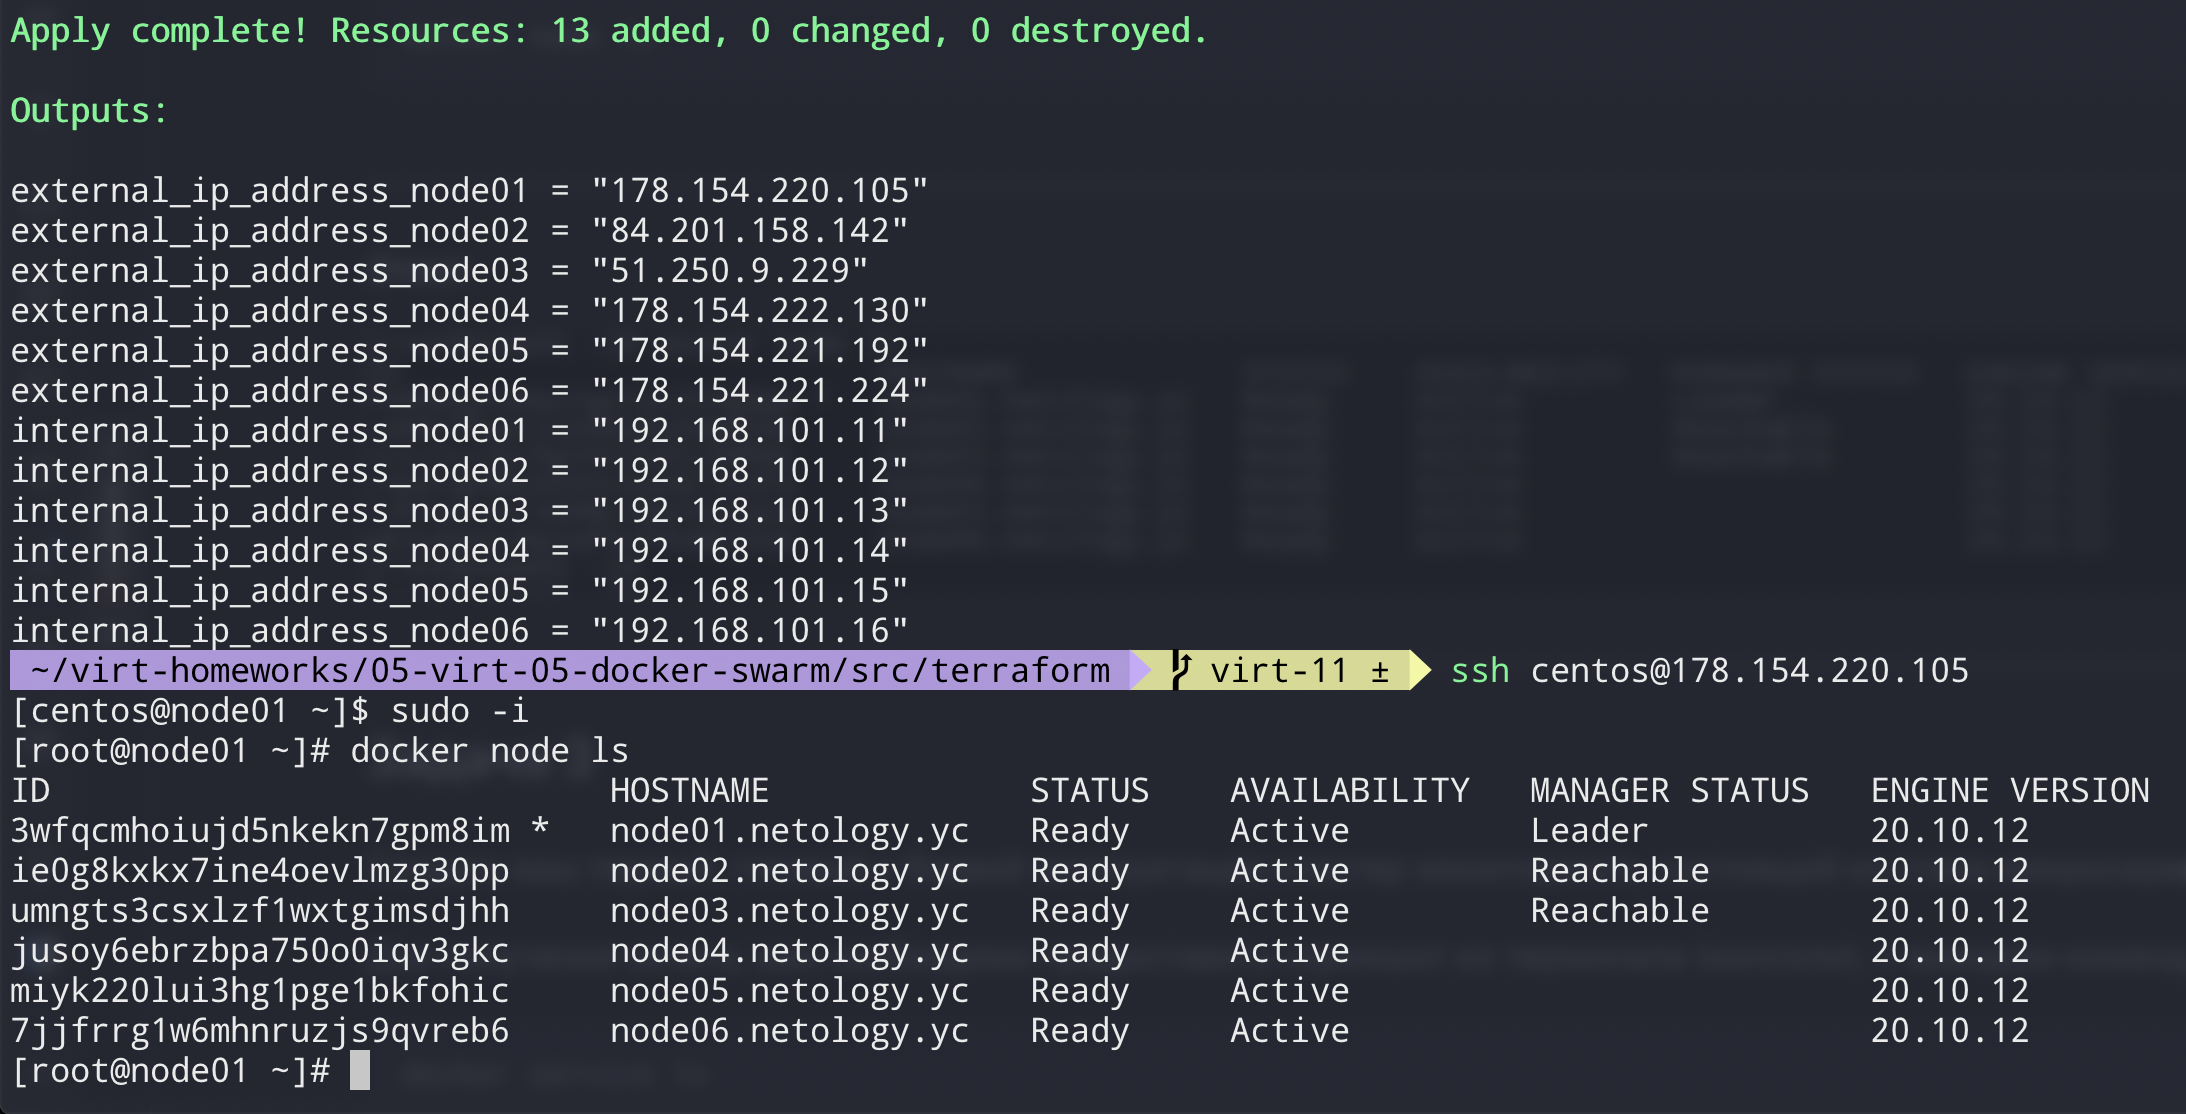 Apply complete! Resources: 13 added, 0 changed, 0 destroyed.
Outputs:
external_ip_address_node01 = "178.154.220.105"
external_ip_address_node02 = "84.201.158.142"
external_ip_address_node03 = "51.250.9.229"
external_ip_address_node04 = "178.154.222.130"
external_ip_address_node05 = "178.154.221.192"
external_ip_address_node06 = "178.154.221.224"
internal_ip_address_node01 = "192.168.101.11"
internal_ip_address_node02 = "192.168.101.12"
internal_ip_address_node03 = "192.168.101.13"
internal_ip_address_node04 = "192.168.101.14"
internal_ip_address_node05 = "192.168.101.15"
internal_ip_address_node06 = "192.168.101.16"
~/virt-homeworks/05-virt-05-docker-swarm/src/terraform virt-11 ± ssh centos@178.154.220.105
[centos@node01 ~]$ sudo -i
[root@node01 ~]# docker node ls
ID HOSTNAME STATUS AVAILABILITY MANAGER STATUS ENGINE VERSION
3wfqcmhoiujd5nkekn7gpm8im * node01.netology.yc Ready Active Leader 20.10.12
ie0g8kxkx7ine4oevlmzg30pp node02.netology.yc Ready Active Reachable 20.10.12
umngts3csxlzf1wxtgimsdjhh node03.netology.yc Ready Active Reachable 20.10.12
jusoy6ebrzbpa750o0iqv3gkc node04.netology.yc Ready Active 20.10.12
miyk220lui3hg1pge1bkfohic node05.netology.yc Ready Active 20.10.12
7jjfrrg1w6mhnruzjs9qvreb6 node06.netology.yc Ready Active 20.10.12
[root@node01 ~]#